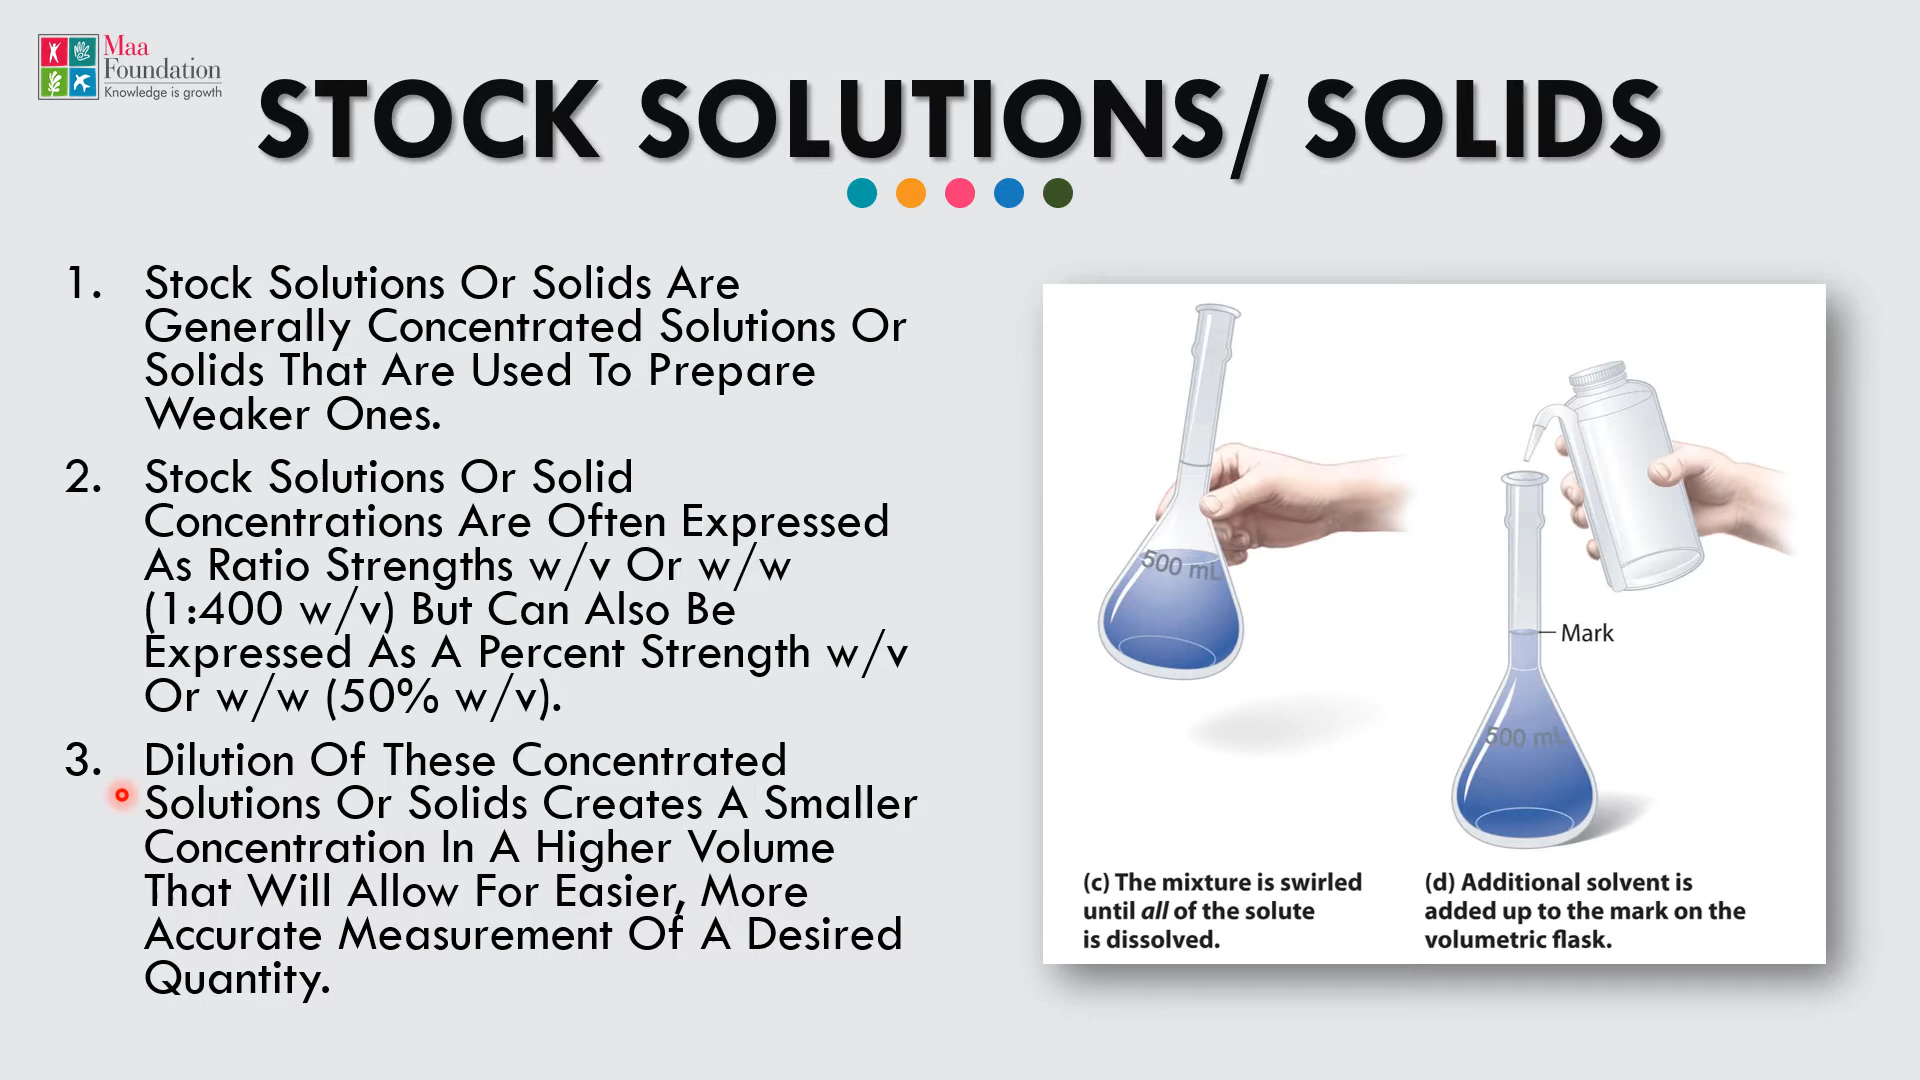 Maa
Foundation
Knowledge is growth
STOCK SOLUTIONS/ SOLIDS
1. Stock Solutions Or Solids Are
Generally Concentrated Solutions Or
Solids That Are Used To Prepare
Weaker Ones.
2. Stock Solutions Or Solid
Concentrations Are Often Expressed
As Ratio Strengths w/v Or w/w
(1:400 w/v) But Can Also Be
Expressed As A Percent Strength w/v
Or w/w (50% w/v).
3. Dilution Of These Concentrated
Solutions Or Solids Creates A Smaller
Concentration In A Higher Volume
That Will Allow For Easier, More
Accurate Measurement Of A Desired
Quantity.
500 mL
Mark
500 mL
(c) The mixture is swirled
until all of the solute
is dissolved.
(d) Additional solvent is
added up to the mark on the
volumetric flask.